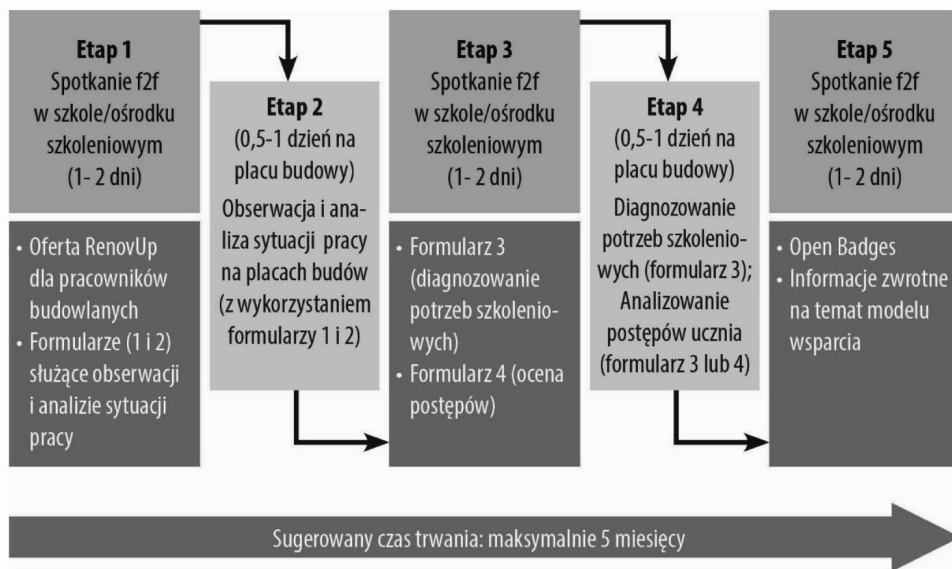 Etap 1
Spotkanie f2f
w szkole/ośrodku
szkoleniowym
(1- 2 dni)
• Oferta RenovUp
dla pracowników
budowlanych
• Formularze (1 i 2)
służące obserwacji
i analizie sytuacji
pracy
Etap 2
(0,5-1 dzień na
placu budowy)
Obserwacja i ana-
liza sytuacji pracy
na placach budów
(z wykorzystaniem
formularzy 1 i 2)
Etap 3
Spotkanie f2f
w szkole/ośrodku
szkoleniowym
(1- 2 dni)
• Formularz 3
(diagnozowanie
potrzeb szkolenio-
wych)
• Formularz 4 (ocena
postępów)
Etap 4
(0,5-1 dzień na
placu budowy)
Diagnozowanie
potrzeb szkolenio-
wych (formularz 3);
Analizowanie
postępów ucznia
(formularz 3 lub 4)
Etap 5
Spotkanie f2f
w szkole/ośrodku
szkoleniowym
(1- 2 dni)
• Open Badges
• Informacje zwrotne
na temat modelu
wsparcia
Sugerowany czas trwania: maksymalnie 5 miesięcy